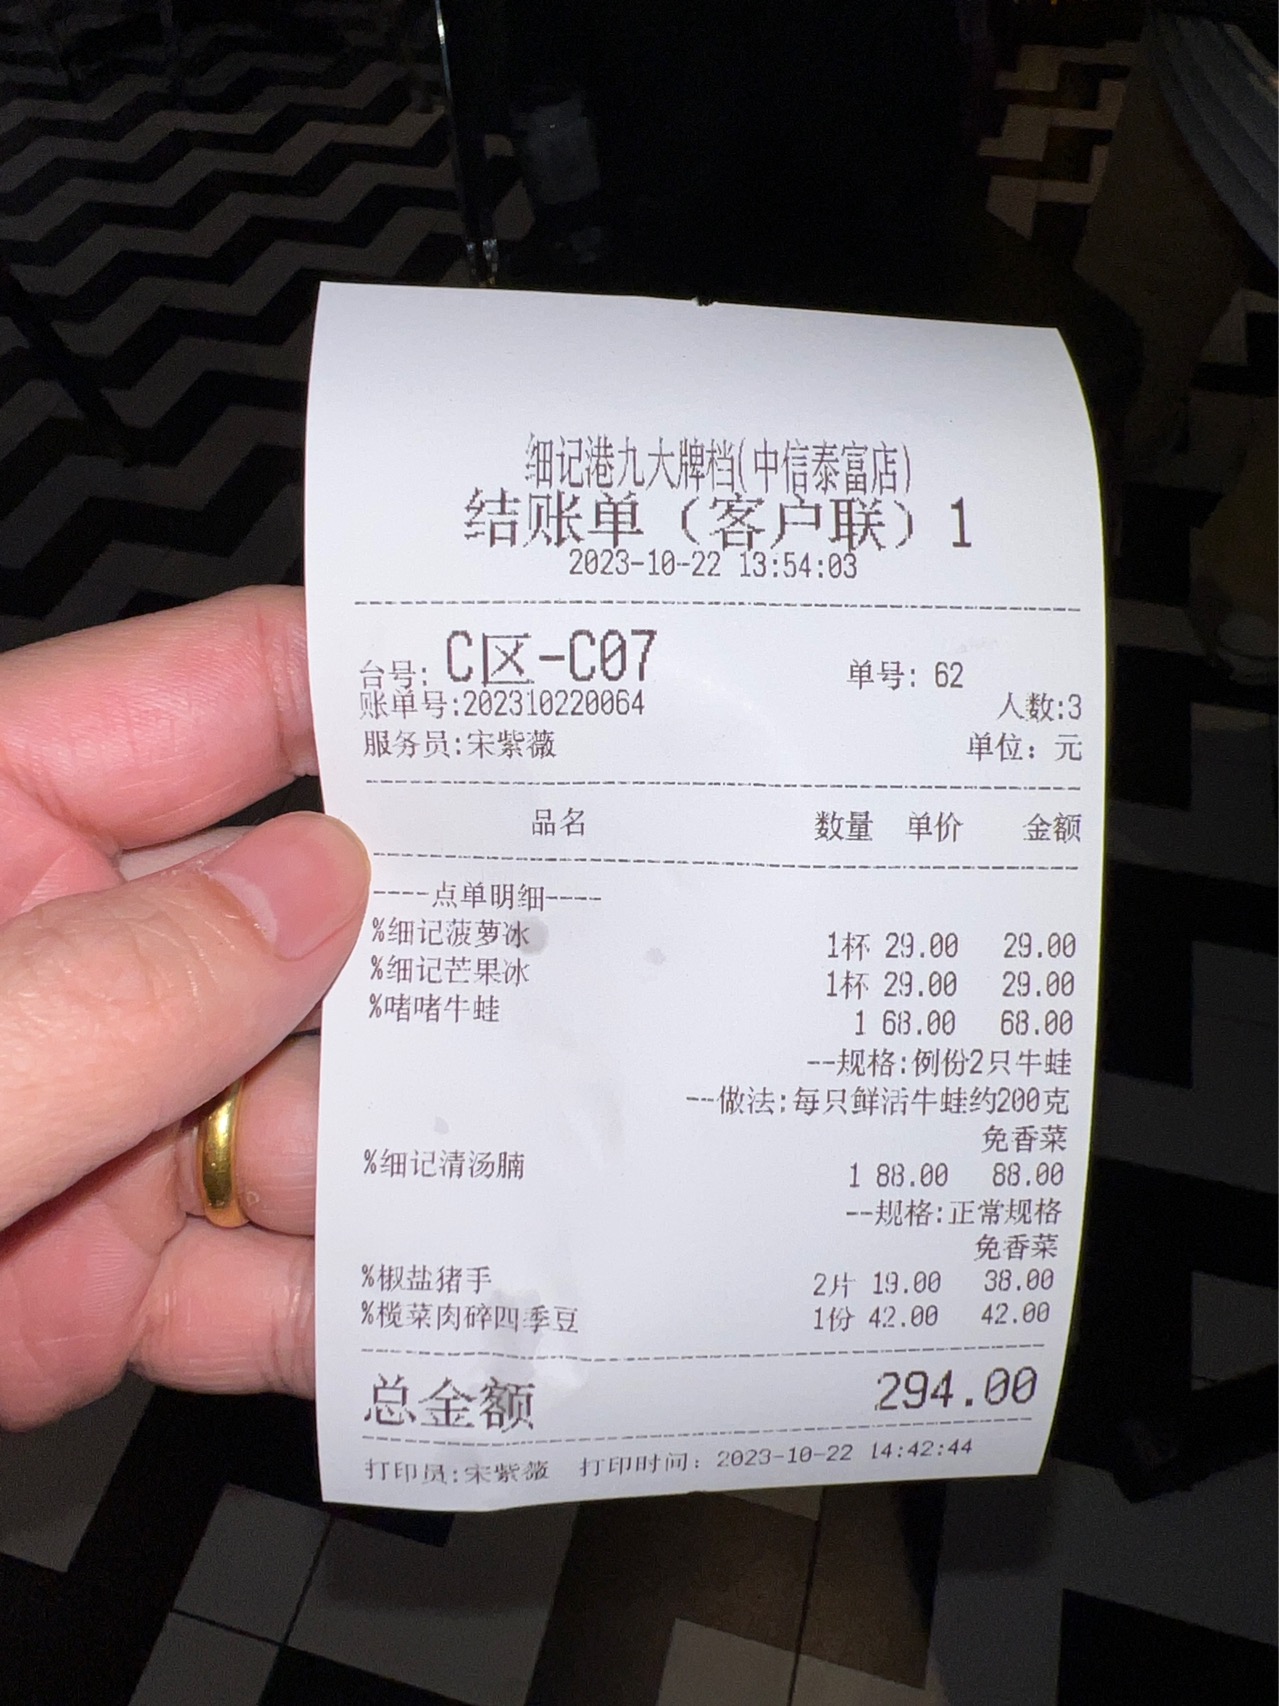 细记港九大牌档(中信泰富店)
结账单（客户联）1
2023-10-22 13:54:03
台号: C区-C07 单号: 62
账单号:202310220064 人数:3
服务员:宋紫薇 单位: 元
品名 数量 单价 金额
----点单明细----
%细记菠萝冰 1杯 29.00 29.00
%细记芒果冰 1杯 29.00 29.00
%啫啫牛蛙 1 68.00 68.00
--规格:例份2只牛蛙
--做法:每只鲜活牛蛙约200克
免香菜
%细记清汤腩 1 88.00 88.00
--规格:正常规格
免香菜
%椒盐猪手 2片 19.00 38.00
%榄菜肉碎四季豆 1份 42.00 42.00
总金额 294.00
打印员:宋紫薇 打印时间: 2023-10-22 14:42:44